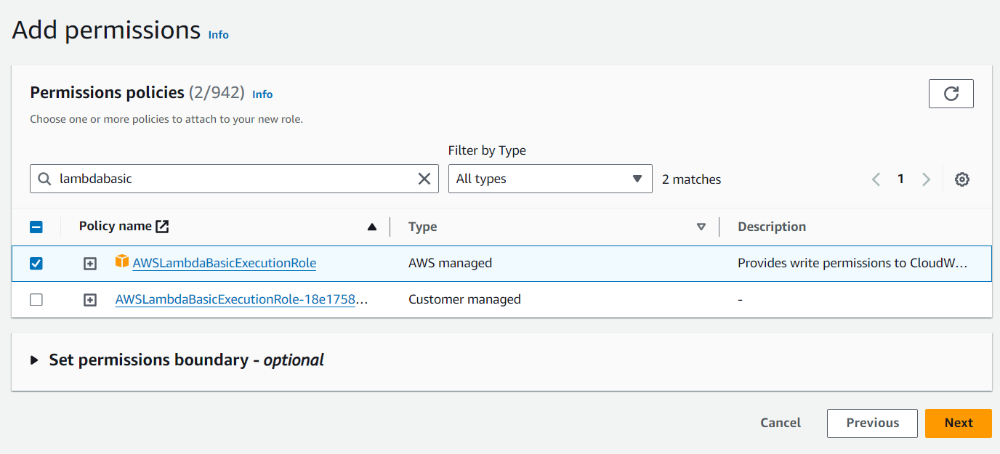 Add permissions Info
Permissions policies (2/942) Info
Choose one or more policies to attach to your new role.
Filter by Type
lambdabasic
All types
2 matches
1
Policy name
Type
Description
AWSLambdaBasicExecutionRole
AWS managed
Provides write permissions to CloudW...
AWSLambdaBasicExecutionRole-18e1758...
Customer managed
-
Set permissions boundary - optional
Cancel
Previous
Next